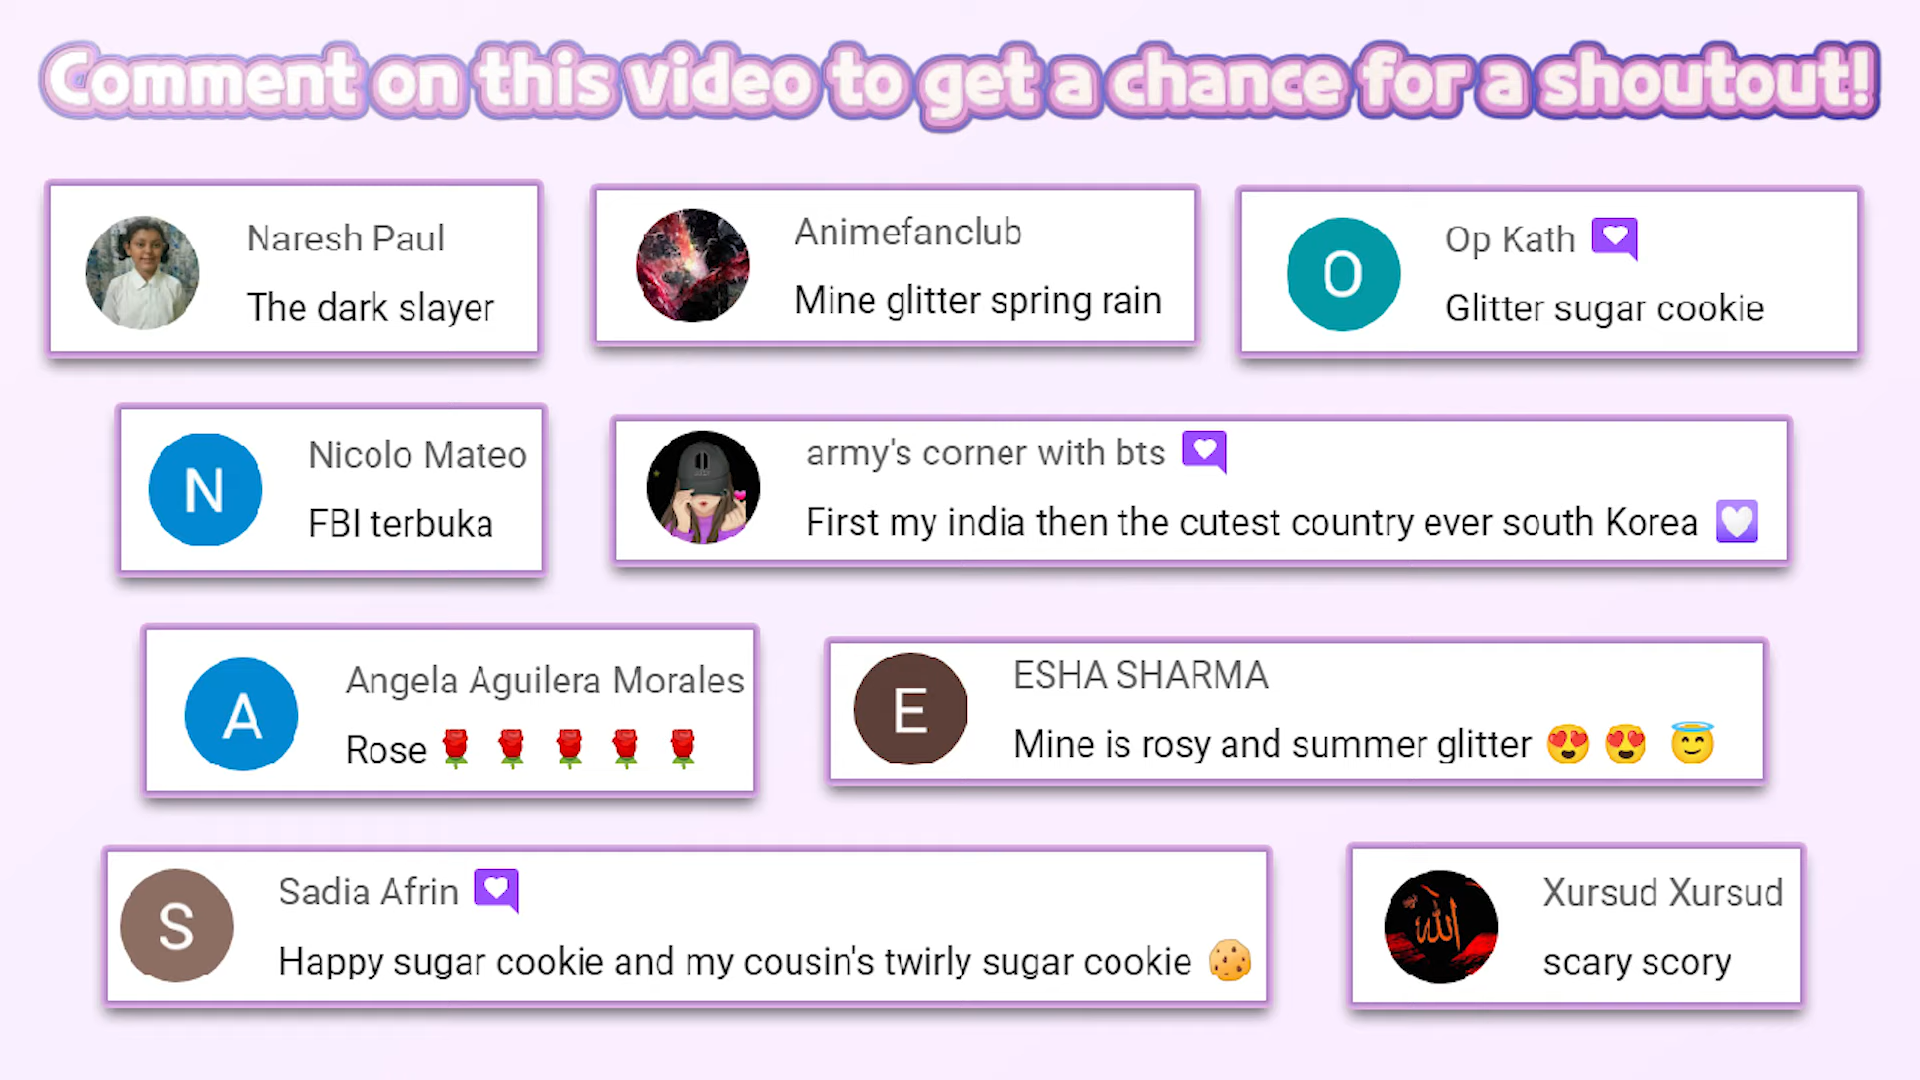 Comment on this video to get a chance for a shoutout!
Naresh Paul
The dark slayer
Animefanclub
Mine glitter spring rain
O
Op Kath
Glitter sugar cookie
N
Nicolo Mateo
FBI terbuka
army's corner with bts
First my india then the cutest country ever south Korea 💟
A
Angela Aguilera Morales
Rose 🌹 🌹 🌹 🌹 🌹
E
ESHA SHARMA
Mine is rosy and summer glitter 😍 😍 😇
S
Sadia Afrin
Happy sugar cookie and my cousin's twirly sugar cookie 🍪
الله
Xursud Xursud
scary scory